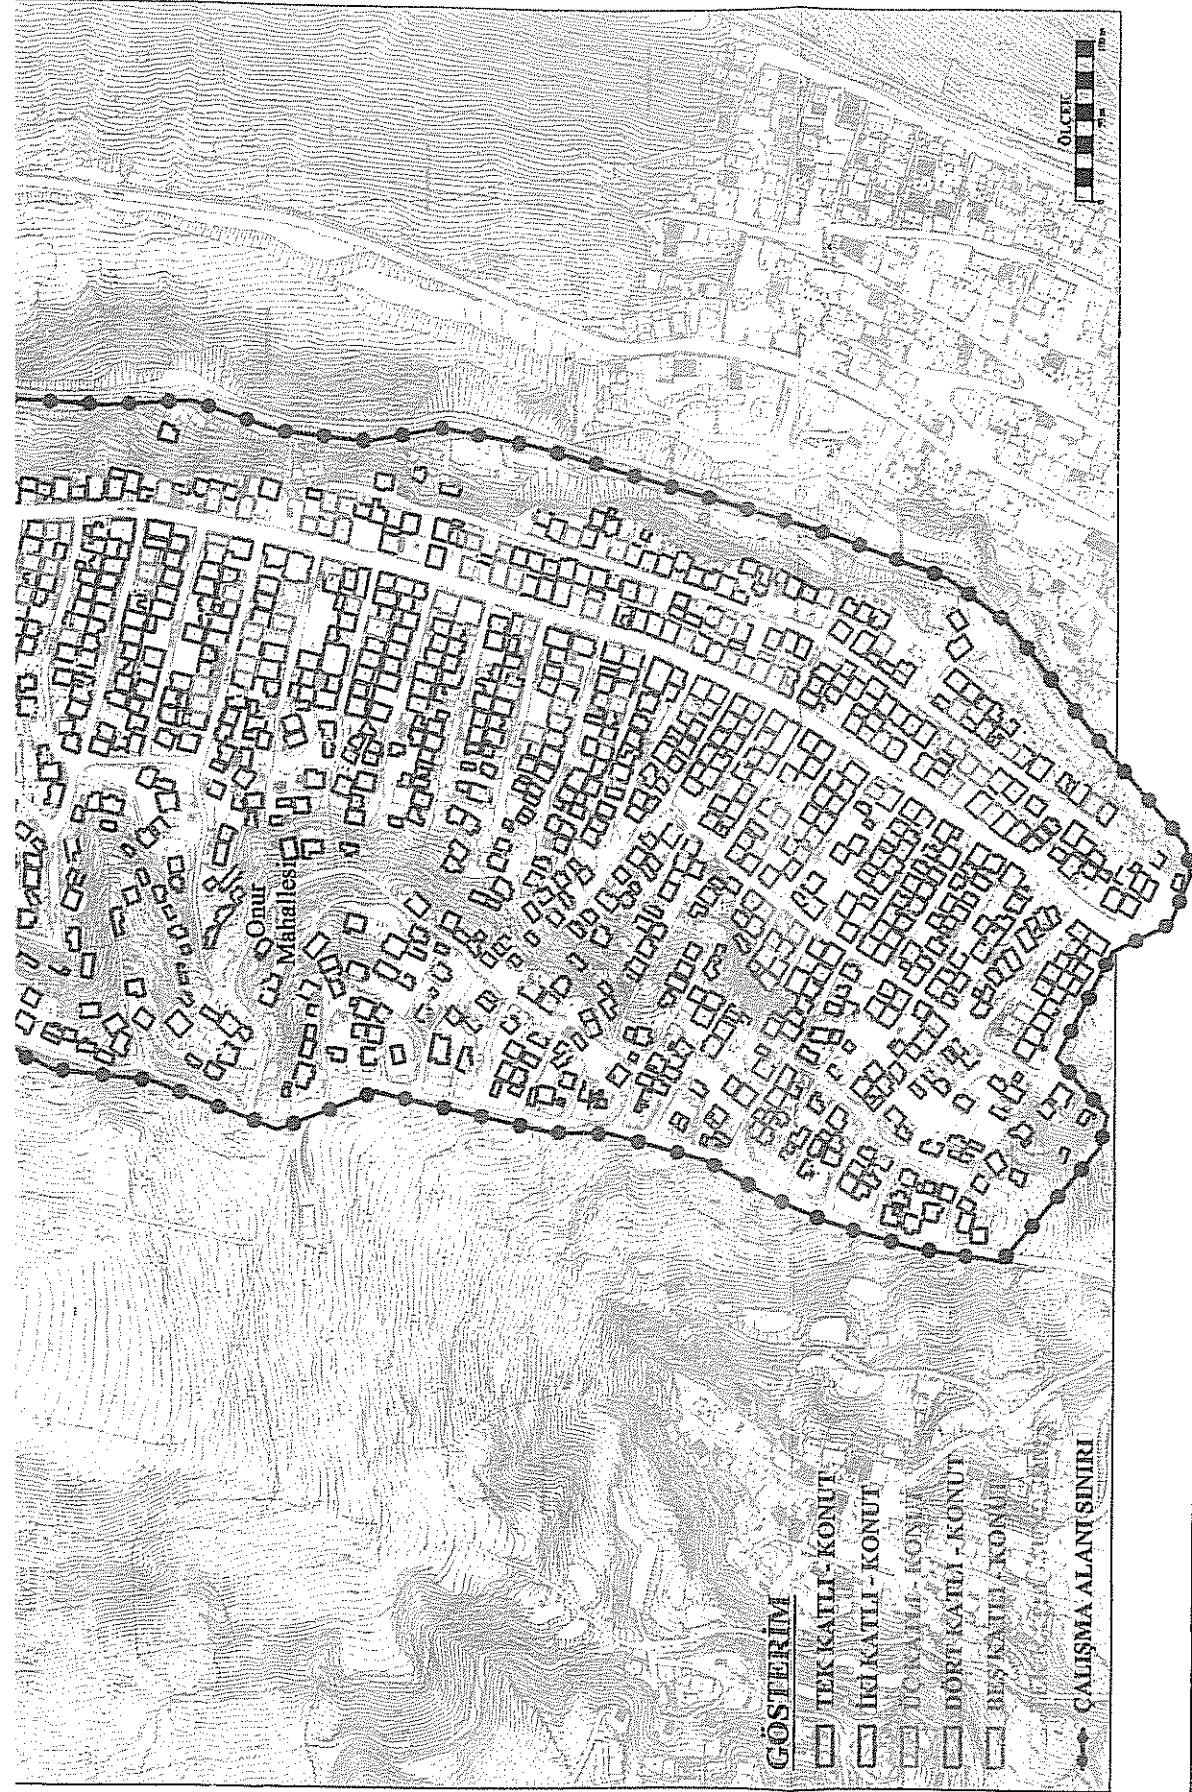 Onur
Mahallesi
GÖSTERİM
TEK KATLI - KONUT
İKİ KATLI - KONUT
ÜÇ KATLI - KONUT
DÖRT KATLI - KONUT
BEŞ KATLI - KONUT
ÇALIŞMA ALANI SINIRI
ÖLÇEK
0